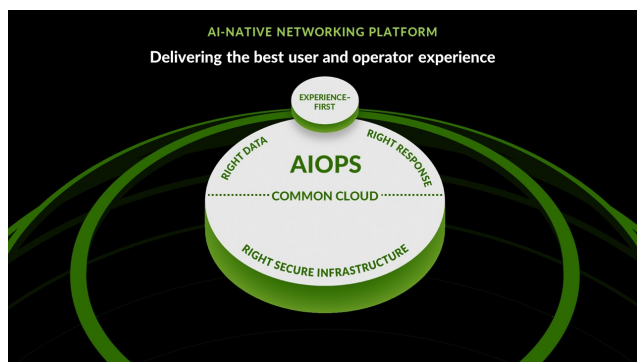 AI-NATIVE NETWORKING PLATFORM
Delivering the best user and operator experience
EXPERIENCE-
FIRST
RIGHT DATA
RIGHT RESPONSE
AIOPS
COMMON CLOUD
RIGHT SECURE INFRASTRUCTURE